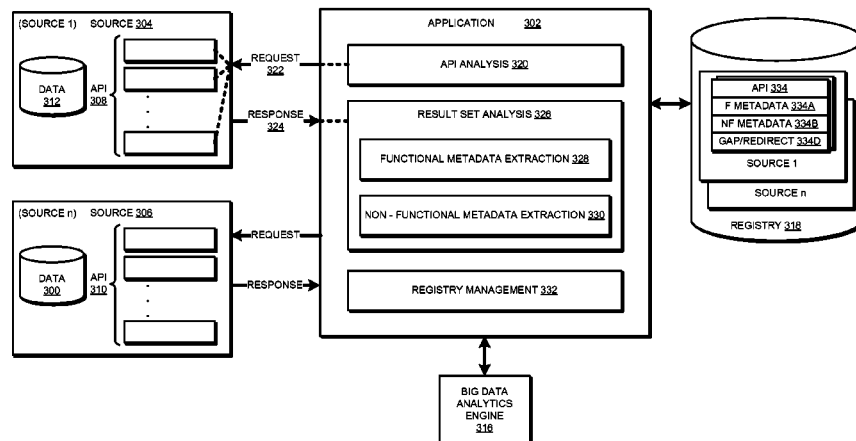 (SOURCE 1) SOURCE 304
DATA
312
API
308
REQUEST
322
RESPONSE
324
(SOURCE n) SOURCE 306
DATA
300
API
310
REQUEST
RESPONSE
APPLICATION 302
API ANALYSIS 320
RESULT SET ANALYSIS 326
FUNCTIONAL METADATA EXTRACTION 328
NON - FUNCTIONAL METADATA EXTRACTION 330
REGISTRY MANAGEMENT 332
BIG DATA
ANALYTICS
ENGINE
316
API 334
F METADATA 334A
NF METADATA 334B
GAP/REDIRECT 334D
SOURCE 1
SOURCE n
REGISTRY 318